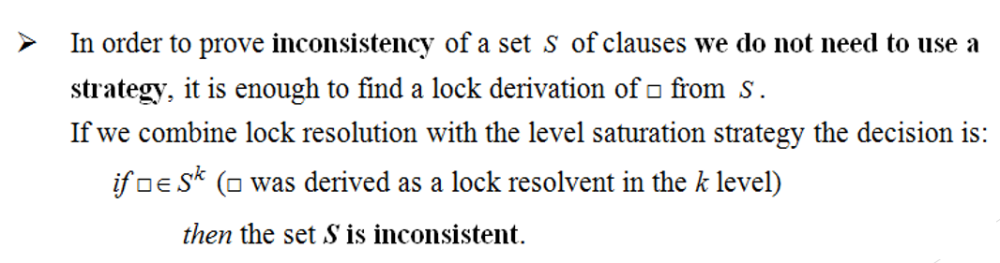 ➢ In order to prove inconsistency of a set S of clauses we do not need to use a
strategy, it is enough to find a lock derivation of □ from S.
If we combine lock resolution with the level saturation strategy the decision is:
if □ ∈ Sᵏ (□ was derived as a lock resolvent in the k level)
then the set S is inconsistent.